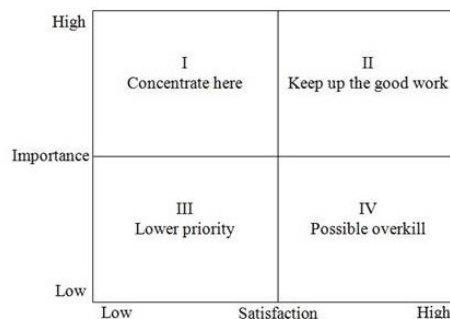 High
I
Concentrate here
II
Keep up the good work
Importance
III
Lower priority
IV
Possible overkill
Low
Low
Satisfaction
High